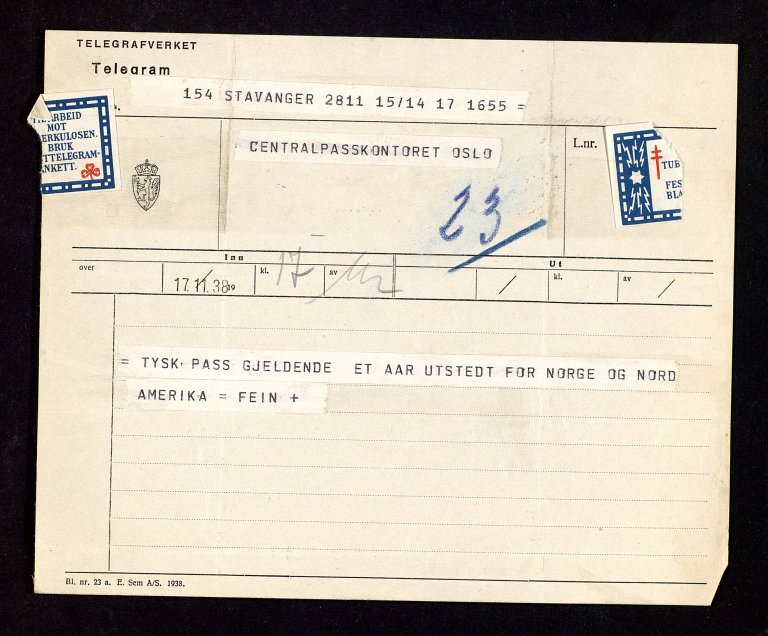 TELEGRAFVERKET
Telegram
154 STAVANGER 2811 15/14 17 1655 =
ARBEID
MOT
ERKULOSEN.
BRUK
TTELEGRAM-
NKETT.
CENTRALPASSKONTORET OSLO
L.nr.
TUB
FES
BLA
23
Inn
Ut
over
17.11.38
kl.
17
av
kl.
av
= TYSK PASS GJELDENDE ET AAR UTSTEDT FOR NORGE OG NORD
AMERIKA = FEIN +
Bl. nr. 23 a. E. Sem A/S. 1938.